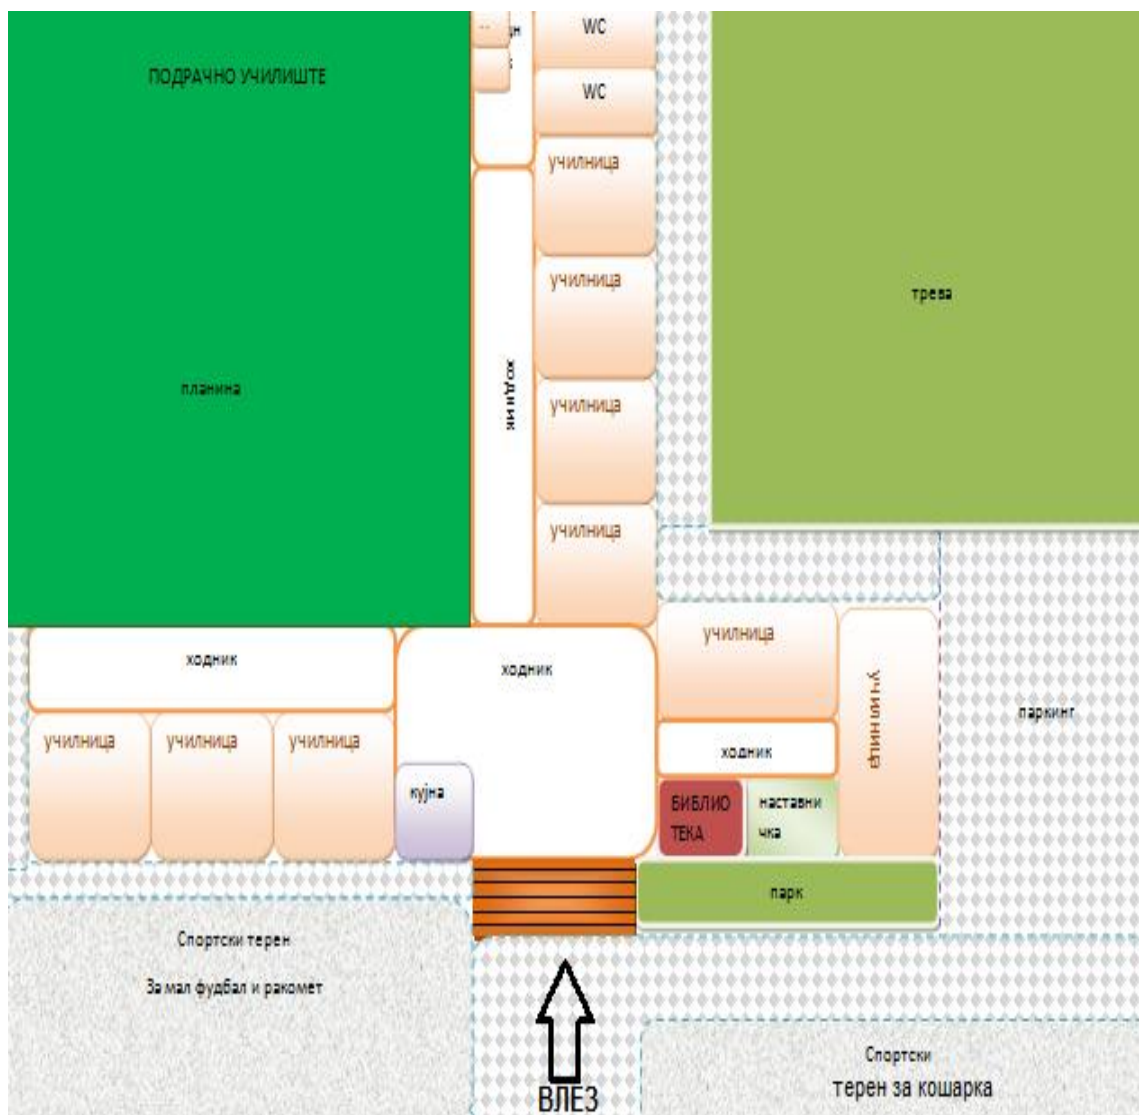 WC
ПОДРАЧНО УЧИЛИШТЕ
WC
училница
училница
трева
планина
ходник
училница
училница
училница
ходник
ходник
училница
паркинг
училница
училница
училница
ходник
кујна
БИБЛИО
ТЕКА
наставни
чка
парк
Спортски терен
За мал фудбал и ракомет
Спортски
терен за кошарка
ВЛЕЗ